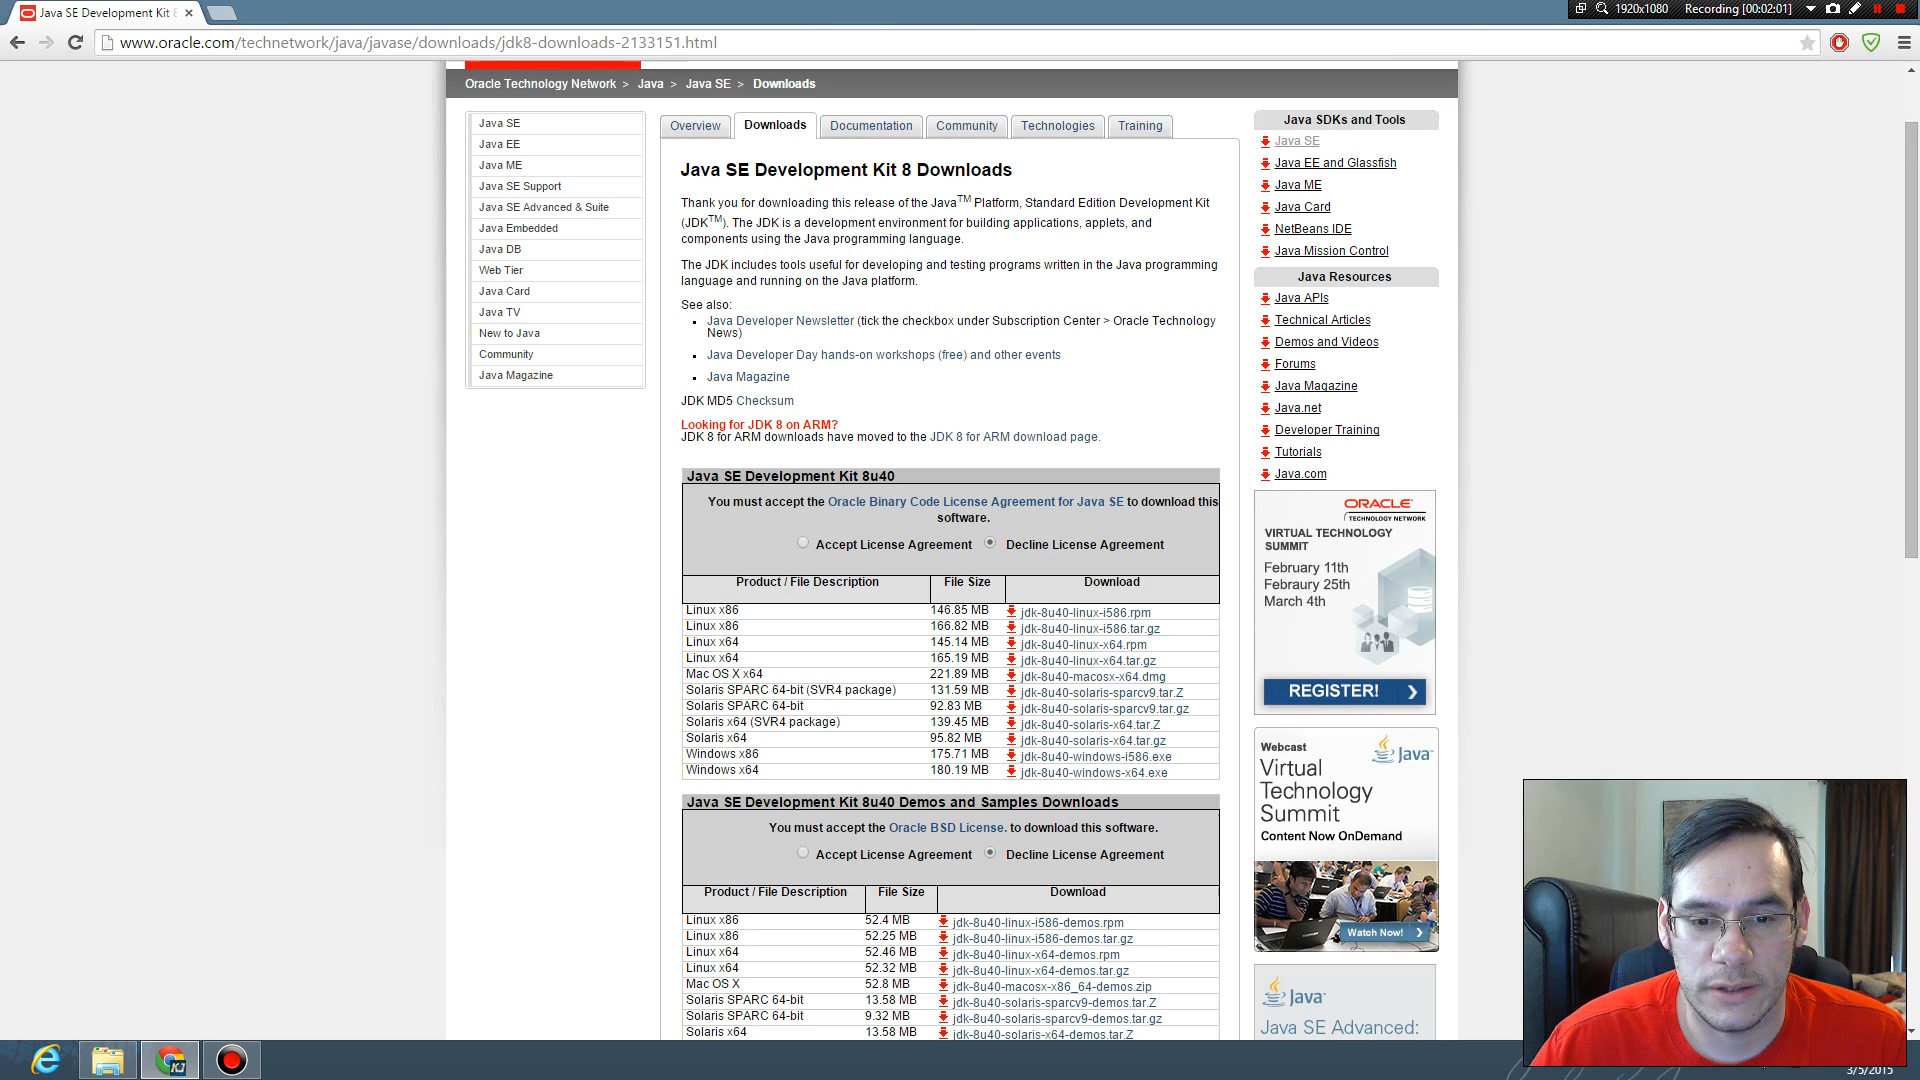 Java SE Development Kit 8
1920x1080
Recording [00:02:01]
www.oracle.com/technetwork/java/javase/downloads/jdk8-downloads-2133151.html
Oracle Technology Network > Java > Java SE > Downloads
Java SE
Java EE
Java ME
Java SE Support
Java SE Advanced & Suite
Java Embedded
Java DB
Web Tier
Java Card
Java TV
New to Java
Community
Java Magazine
Overview
Downloads
Documentation
Community
Technologies
Training
Java SE Development Kit 8 Downloads
Thank you for downloading this release of the Java™ Platform, Standard Edition Development Kit
(JDK™). The JDK is a development environment for building applications, applets, and
components using the Java programming language.
The JDK includes tools useful for developing and testing programs written in the Java programming
language and running on the Java platform.
See also:
Java Developer Newsletter (tick the checkbox under Subscription Center > Oracle Technology
News)
Java Developer Day hands-on workshops (free) and other events
Java Magazine
JDK MD5 Checksum
Looking for JDK 8 on ARM?
JDK 8 for ARM downloads have moved to the JDK 8 for ARM download page.
Java SE Development Kit 8u40
You must accept the Oracle Binary Code License Agreement for Java SE to download this
software.
Accept License Agreement Decline License Agreement
Product / File Description File Size Download
Linux x86 146.85 MB jdk-8u40-linux-i586.rpm
Linux x86 166.82 MB jdk-8u40-linux-i586.tar.gz
Linux x64 145.14 MB jdk-8u40-linux-x64.rpm
Linux x64 165.19 MB jdk-8u40-linux-x64.tar.gz
Mac OS X x64 221.89 MB jdk-8u40-macosx-x64.dmg
Solaris SPARC 64-bit (SVR4 package) 131.59 MB jdk-8u40-solaris-sparcv9.tar.Z
Solaris SPARC 64-bit 92.83 MB jdk-8u40-solaris-sparcv9.tar.gz
Solaris x64 (SVR4 package) 139.45 MB jdk-8u40-solaris-x64.tar.Z
Solaris x64 95.82 MB jdk-8u40-solaris-x64.tar.gz
Windows x86 175.71 MB jdk-8u40-windows-i586.exe
Windows x64 180.19 MB jdk-8u40-windows-x64.exe
Java SE Development Kit 8u40 Demos and Samples Downloads
You must accept the Oracle BSD License. to download this software.
Accept License Agreement Decline License Agreement
Product / File Description File Size Download
Linux x86 52.4 MB jdk-8u40-linux-i586-demos.rpm
Linux x86 52.25 MB jdk-8u40-linux-i586-demos.tar.gz
Linux x64 52.46 MB jdk-8u40-linux-x64-demos.rpm
Linux x64 52.32 MB jdk-8u40-linux-x64-demos.tar.gz
Mac OS X 52.8 MB jdk-8u40-macosx-x86_64-demos.zip
Solaris SPARC 64-bit 13.58 MB jdk-8u40-solaris-sparcv9-demos.tar.Z
Solaris SPARC 64-bit 9.32 MB jdk-8u40-solaris-sparcv9-demos.tar.gz
Solaris x64 13.58 MB jdk-8u40-solaris-x64-demo.tar.Z
Java SDKs and Tools
Java SE
Java EE and Glassfish
Java ME
Java Card
NetBeans IDE
Java Mission Control
Java Resources
Java APIs
Technical Articles
Demos and Videos
Forums
Java Magazine
Java.net
Developer Training
Tutorials
Java.com
ORACLE
TECHNOLOGY NETWORK
VIRTUAL TECHNOLOGY
SUMMIT
February 11th
Febraury 25th
March 4th
REGISTER!
Webcast
Java
Virtual
Technology
Summit
Content Now OnDemand
Watch Now!
Java
Java SE Advanced:
KJ
3/5/2015